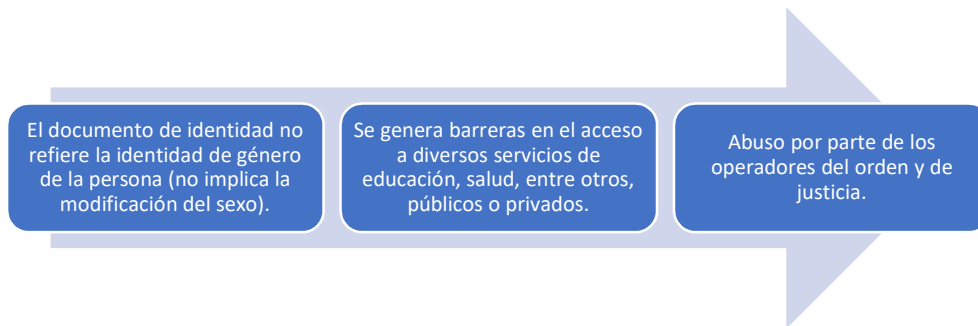 El documento de identidad no
refiere la identidad de género
de la persona (no implica la
modificación del sexo).
Se genera barreras en el acceso
a diversos servicios de
educación, salud, entre otros,
públicos o privados.
Abuso por parte de los
operadores del orden y de
justicia.